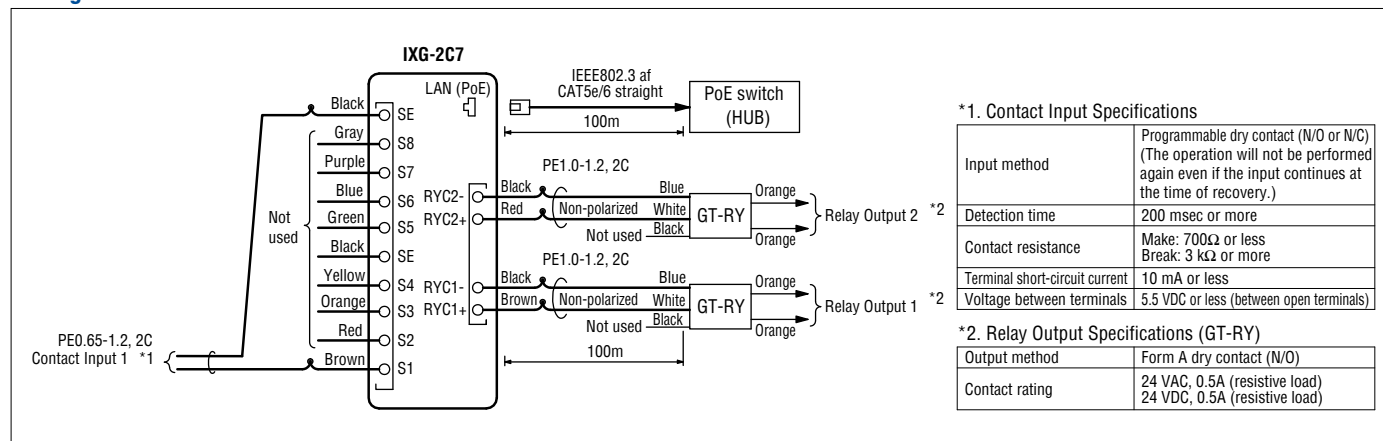 IXG-2C7
LAN (PoE)
IEEE802.3 af
CAT5e/6 straight
100m
PoE switch
(HUB)
Black
SE
Gray
S8
Purple
S7
Blue
S6
Green
S5
Black
SE
Yellow
S4
Orange
S3
Red
S2
Brown
S1
Not
used
PE0.65-1.2, 2C
Contact Input 1 *1
RYC2-
RYC2+
RYC1-
RYC1+
PE1.0-1.2, 2C
Black
Blue
Red
Non-polarized
White
Not used
Black
GT-RY
Orange
Orange
Relay Output 2 *2
PE1.0-1.2, 2C
Black
Blue
Brown
Non-polarized
White
Not used
Black
GT-RY
Orange
Orange
Relay Output 1 *2
100m
*1. Contact Input Specifications
Input method
Programmable dry contact (N/O or N/C)
(The operation will not be performed
again even if the input continues at
the time of recovery.)
Detection time
200 msec or more
Contact resistance
Make: 700Ω or less
Break: 3 kΩ or more
Terminal short-circuit current
10 mA or less
Voltage between terminals
5.5 VDC or less (between open terminals)
*2. Relay Output Specifications (GT-RY)
Output method
Form A dry contact (N/O)
Contact rating
24 VAC, 0.5A (resistive load)
24 VDC, 0.5A (resistive load)